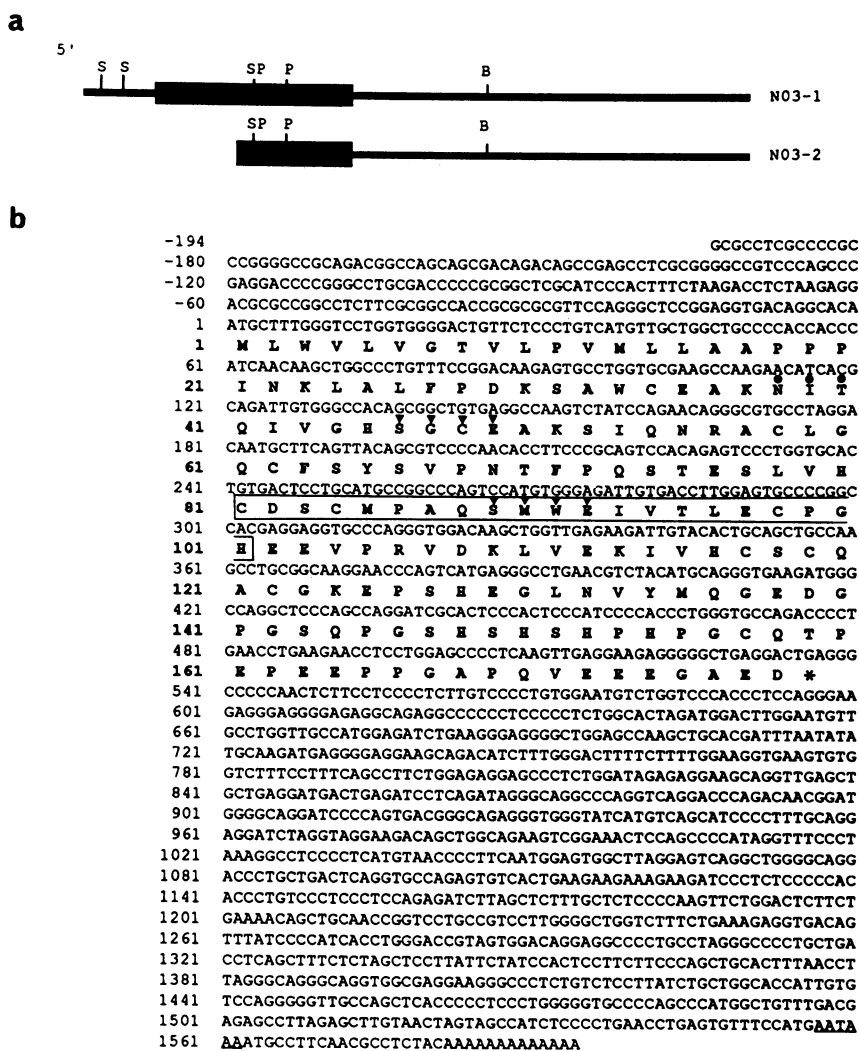 a
5'
S S SP P B
N03-1
SP P B
N03-2
b
-194 GCGCCTCGCCCCGC
-180 CCGGGGCCGCAGACGGCCAGCAGCGACAGACAGCCGAGCCTCGCGGGGCCGTCCCAGCCC
-120 GAGGACCCCGGGCCTGCGACCCCCGCGGCTCGCATCCCACTTTCTAAGACCTCTAAGAGG
-60 ACGCGCCGGCCTCTTCGCGGCCACCGCGCGCGTTCCAGGGCTCCGGAGGTGACAGGCACA
1 ATGCTTTGGGTCCTGGTGGGGACTGTTCTCCCTGTCATGTTGCTGGCTGCCCCACCACCC
1 M L W V L V G T V L P V M L L A A P P P
61 ATCAACAAGCTGGCCCTGTTTCCGGACAAGAGTGCCTGGTGCGAAGCCAAGAACATCACG
21 I N K L A L F P D K S A W C E A K N I T
121 CAGATTGTGGGCCACAGCGGCTGTGAGGCCAAGTCTATCCAGAACAGGGCGTGCCTAGGA
41 Q I V G H S G C E A K S I Q N R A C L G
181 CAATGCTTCAGTTACAGCGTCCCCAACACCTTCCCGCAGTCCACAGAGTCCCTGGTGCAC
61 Q C F S Y S V P N T F P Q S T E S L V H
241 TGTGACTCCTGCATGCCGGCCCAGTCCATGTGGGAGATTGTGACCTTGGAGTGCCCCGGC
81 C D S C M P A Q S M W E I V T L E C P G
301 CACGAGGAGGTGCCCAGGGTGGACAAGCTGGTTGAGAAGATTGTACACTGCAGCTGCCAA
101 H E E V P R V D K L V E K I V H C S C Q
361 GCCTGCGGCAAGGAACCCAGTCATGAGGGCCTGAACGTCTACATGCAGGGTGAAGATGGG
121 A C G K E P S H E G L N V Y M Q G E D G
421 CCAGGCTCCCAGCCAGGATCGCACTCCCACTCCCATCCCCACCCTGGGTGCCAGACCCCT
141 P G S Q P G S H S H S H P H P G C Q T P
481 GAACCTGAAGAACCTCCTGGAGCCCCTCAAGTTGAGGAAGAGGGGGCTGAGGACTGAGGG
161 E P E E P P G A P Q V E E E G A E D *
541 CCCCCAACTCTTCCTCCCCTCTTGTCCCCTGTGGAATGTCTGGTCCCACCCTCCAGGGAA
601 GAGGGAGGGGAGAGGCAGAGGCCCCCCTCCCCCTCTGGCACTAGATGGACTTGGAATGTT
661 GCCTGGTTGCCATGGAGATCTGAAGGGAGGGGCTGGAGCCAAGCTGCACGATTTAATATA
721 TGCAAGATGAGGGGAGGAAGCAGACATCTTTGGGACTTTTCTTTTGGAAGGTGAAGTGTG
781 GTCTTTCCTTTCAGCCTTCTGGAGAGGAGCCCTCTGGATAGAGAGGAAGCAGGTTGAGCT
841 GCTGAGGATGACTGAGATCCTCAGATAGGGCAGGCCCAGGTCAGGACCCAGACAACGGAT
901 GGGGCAGGATCCCCAGTGACGGGCAGAGGGTGGGTATCATGTCAGCATCCCCTTTGCAGG
961 AGGATCTAGGTAGGAAGACAGCTGGCAGAAGTCGGAAACTCCAGCCCCATAGGTTTCCCT
1021 AAAGGCCTCCCCTCATGTAACCCCTTCAATGGAGTGGCTTAGGAGTCAGGCTGGGGCAGG
1081 ACCCTGCTGACTCAGGTGCCAGAGTGTCACTGAAGAAGAAAGAAGATCCCTCTCCCCCAC
1141 ACCCTGTCCCTCCCTCCAGAGATCTTAGCTCTTTGCTCTCCCCAAGTTCTGGACTCTTCT
1201 GAAAACAGCTGCAACCGGTCCTGCCGTCCTTGGGGCTGGTCTTTCTGAAAGAGGTGACAG
1261 TTTATCCCCATCACCTGGGACCGTAGTGGACAGGAGGCCCCTGCCTAGGGCCCCTGCTGA
1321 CCTCAGCTTTCTCTAGCTCCTTATTCTATCCACTCCTTCTTCCCAGCTGCACTTTAACCT
1381 TAGGGCAGGGCAGGTGGCGAGGAAGGGCCCTCTGTCTCCTTATCTGCTGGCACCATTGTG
1441 TCCAGGGGGTTGCCAGCTCACCCCCTCCCTGGGGGTGCCCCAGCCCATGGCTGTTTGACG
1501 AGAGCCTTAGAGCTTGTAACTAGTAGCCATCTCCCCTGAACCTGAGTGTTTCCATGAATA
1561 AAATGCCTTCAACGCCTCTACAAAAAAAAAAAAAA